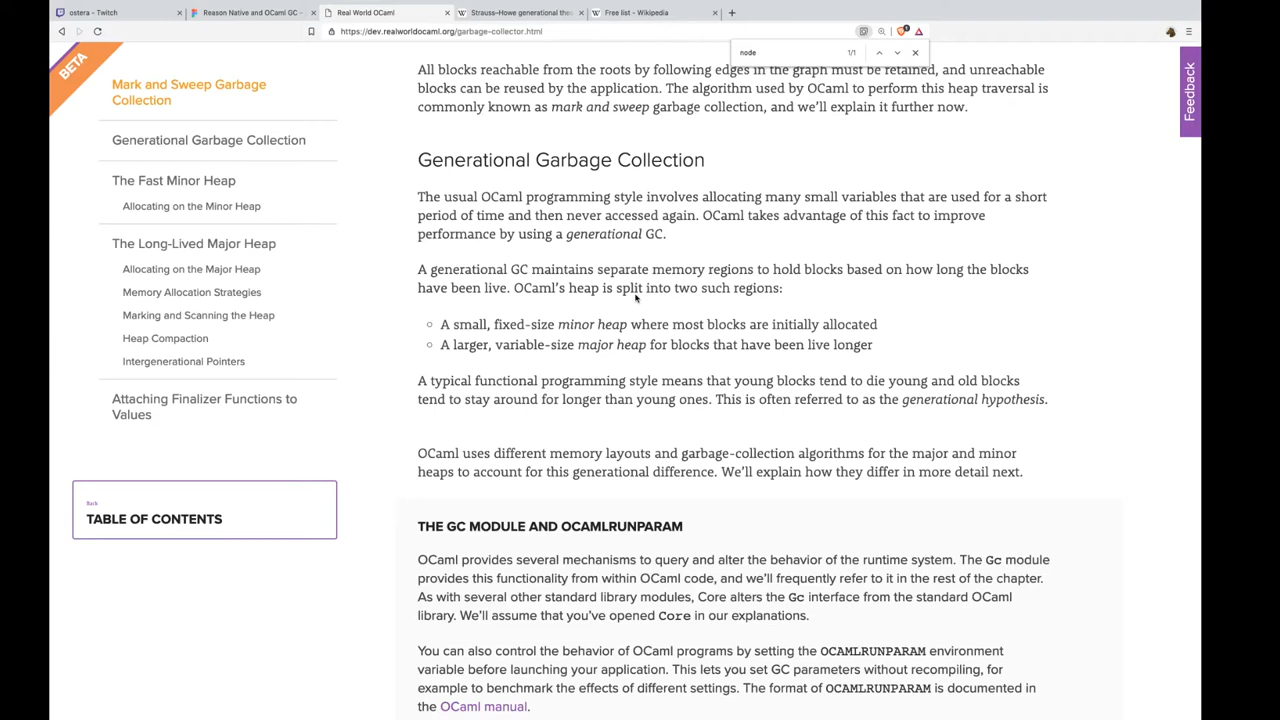 ostera - Twitch
Reason Native and OCaml GC –
Real World OCaml
Strauss–Howe generational the
Free list - Wikipedia
https://dev.realworldocaml.org/garbage-collector.html
node 1/1
BETA
Feedback
Mark and Sweep Garbage
Collection
Generational Garbage Collection
The Fast Minor Heap
Allocating on the Minor Heap
The Long-Lived Major Heap
Allocating on the Major Heap
Memory Allocation Strategies
Marking and Scanning the Heap
Heap Compaction
Intergenerational Pointers
Attaching Finalizer Functions to
Values
Back
TABLE OF CONTENTS
All blocks reachable from the roots by following edges in the graph must be retained, and unreachable
blocks can be reused by the application. The algorithm used by OCaml to perform this heap traversal is
commonly known as mark and sweep garbage collection, and we'll explain it further now.
Generational Garbage Collection
The usual OCaml programming style involves allocating many small variables that are used for a short
period of time and then never accessed again. OCaml takes advantage of this fact to improve
performance by using a generational GC.
A generational GC maintains separate memory regions to hold blocks based on how long the blocks
have been live. OCaml's heap is split into two such regions:
A small, fixed-size minor heap where most blocks are initially allocated
A larger, variable-size major heap for blocks that have been live longer
A typical functional programming style means that young blocks tend to die young and old blocks
tend to stay around for longer than young ones. This is often referred to as the generational hypothesis.
OCaml uses different memory layouts and garbage-collection algorithms for the major and minor
heaps to account for this generational difference. We'll explain how they differ in more detail next.
THE GC MODULE AND OCAMLRUNPARAM
OCaml provides several mechanisms to query and alter the behavior of the runtime system. The Gc module
provides this functionality from within OCaml code, and we'll frequently refer to it in the rest of the chapter.
As with several other standard library modules, Core alters the Gc interface from the standard OCaml
library. We'll assume that you've opened Core in our explanations.
You can also control the behavior of OCaml programs by setting the OCAMLRUNPARAM environment
variable before launching your application. This lets you set GC parameters without recompiling, for
example to benchmark the effects of different settings. The format of OCAMLRUNPARAM is documented in
the OCaml manual.